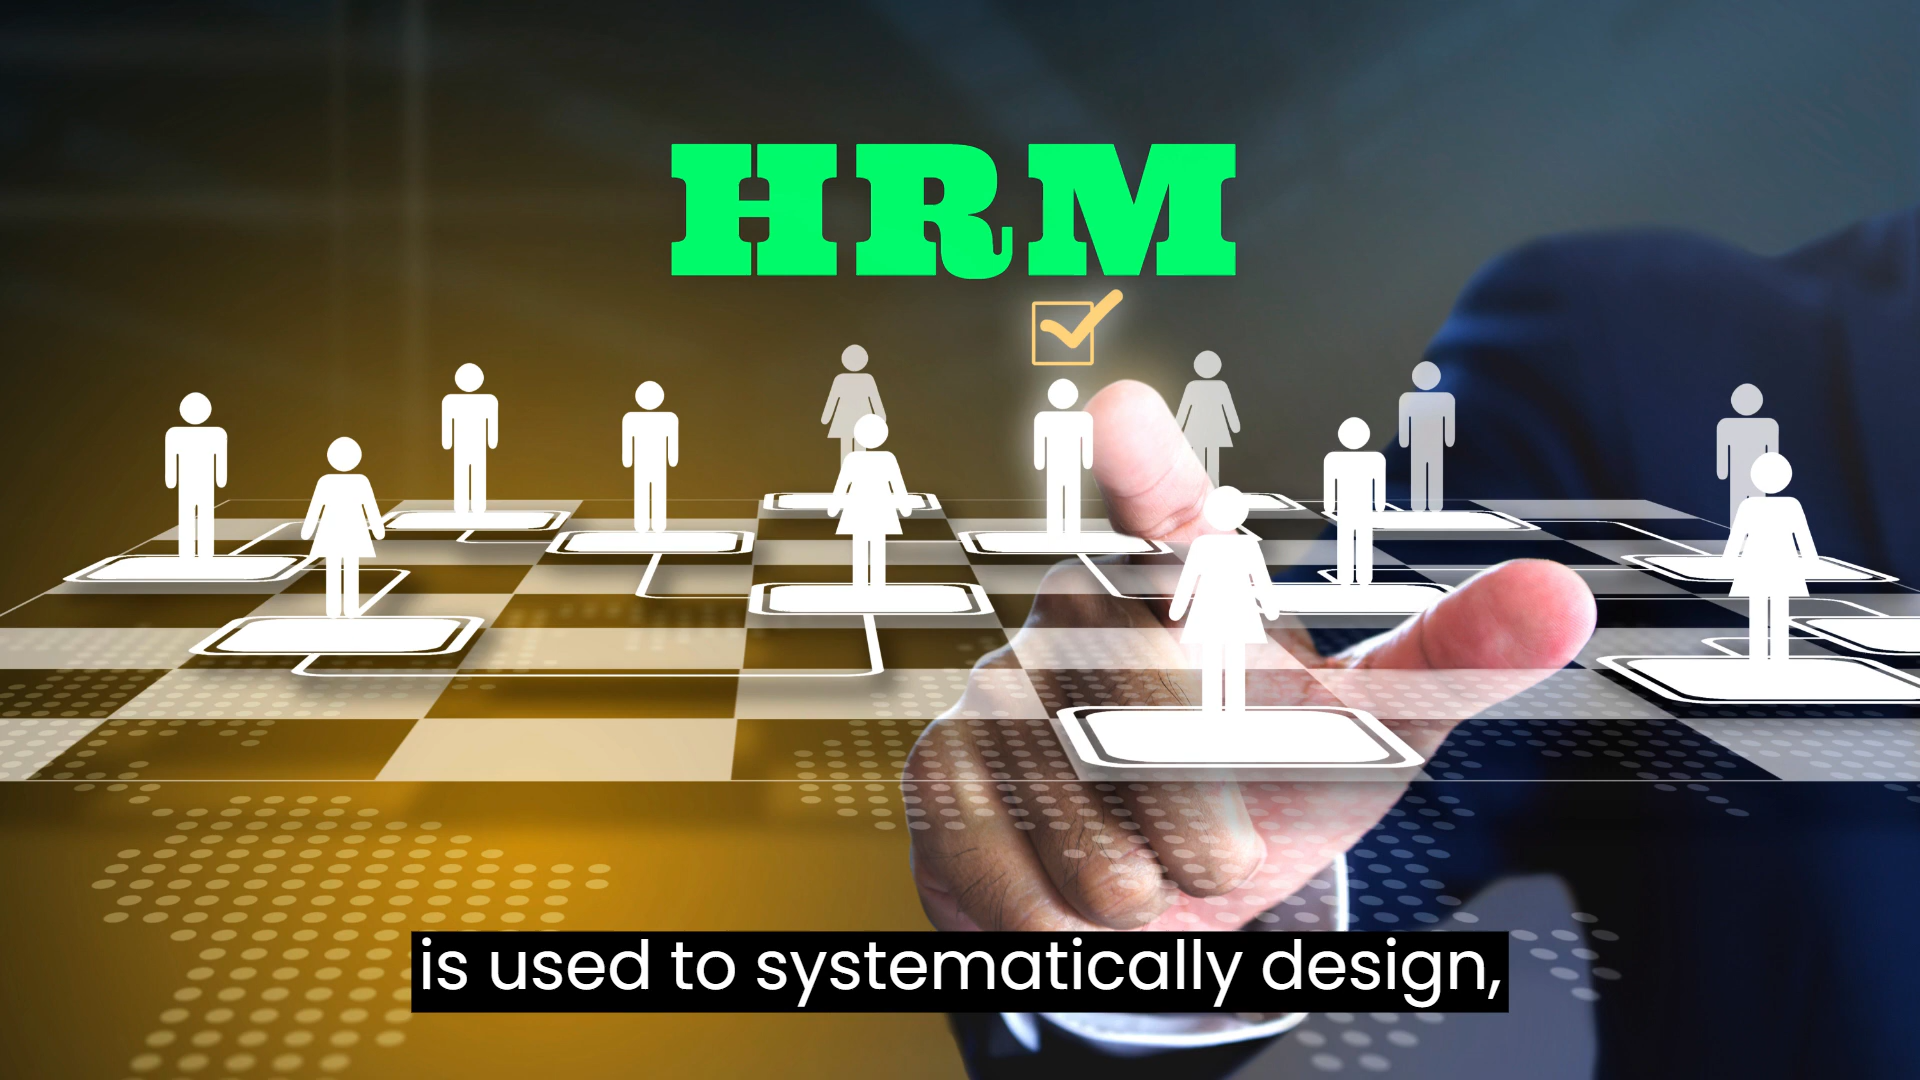 HRM
is used to systematically design,